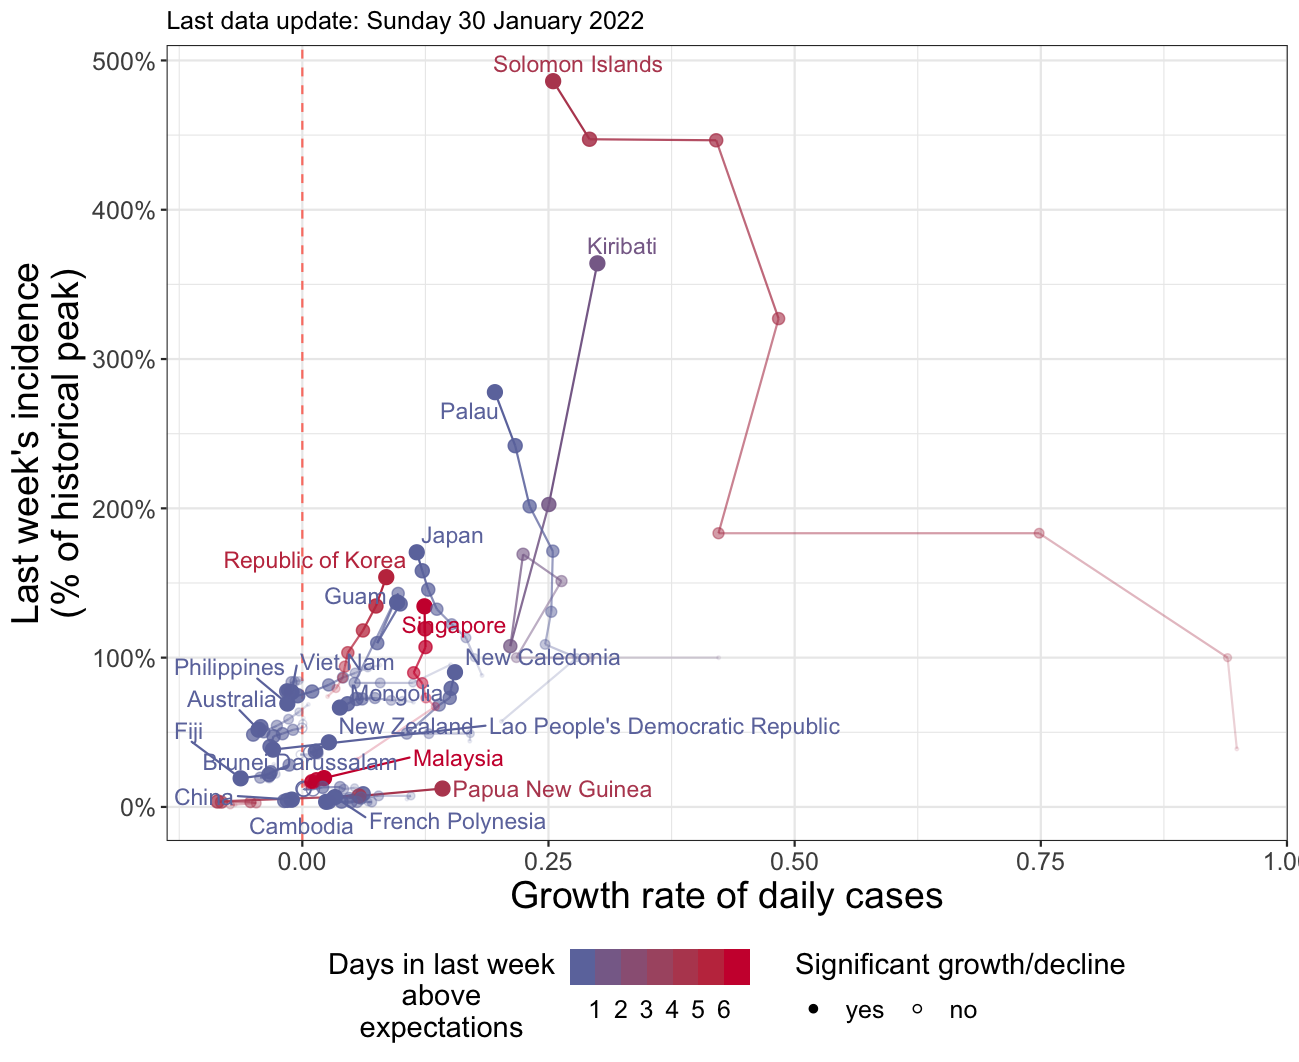 Last data update: Sunday 30 January 2022
500%
400%
300%
200%
100%
0%
Last week's incidence
(% of historical peak)
Solomon Islands
Kiribati
Palau
Japan
Republic of Korea
Guam
Singapore
New Caledonia
Philippines
Viet Nam
Mongolia
Australia
New Zealand
Lao People's Democratic Republic
Fiji
Brunei Darussalam
Malaysia
Papua New Guinea
China
Cambodia
French Polynesia
0.00
0.25
0.50
0.75
1.0
Growth rate of daily cases
Days in last week
above
expectations
1 2 3 4 5 6
Significant growth/decline
yes
no